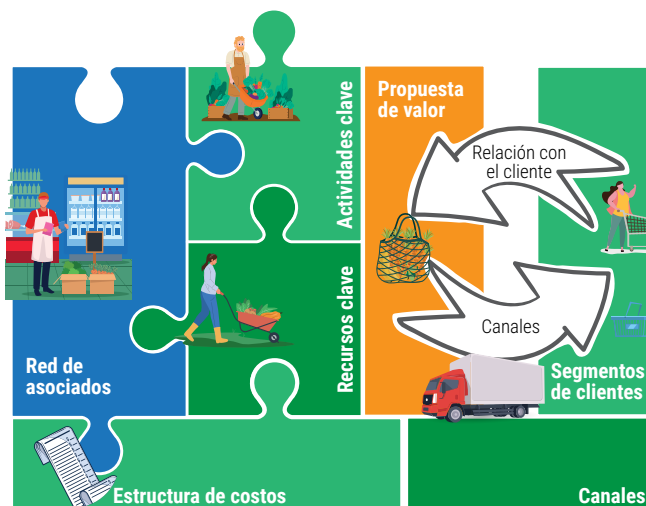 Red de
asociados
Actividades clave
Recursos clave
Propuesta
de valor
Relación con
el cliente
Canales
Segmentos
de clientes
Estructura de costos
Canales